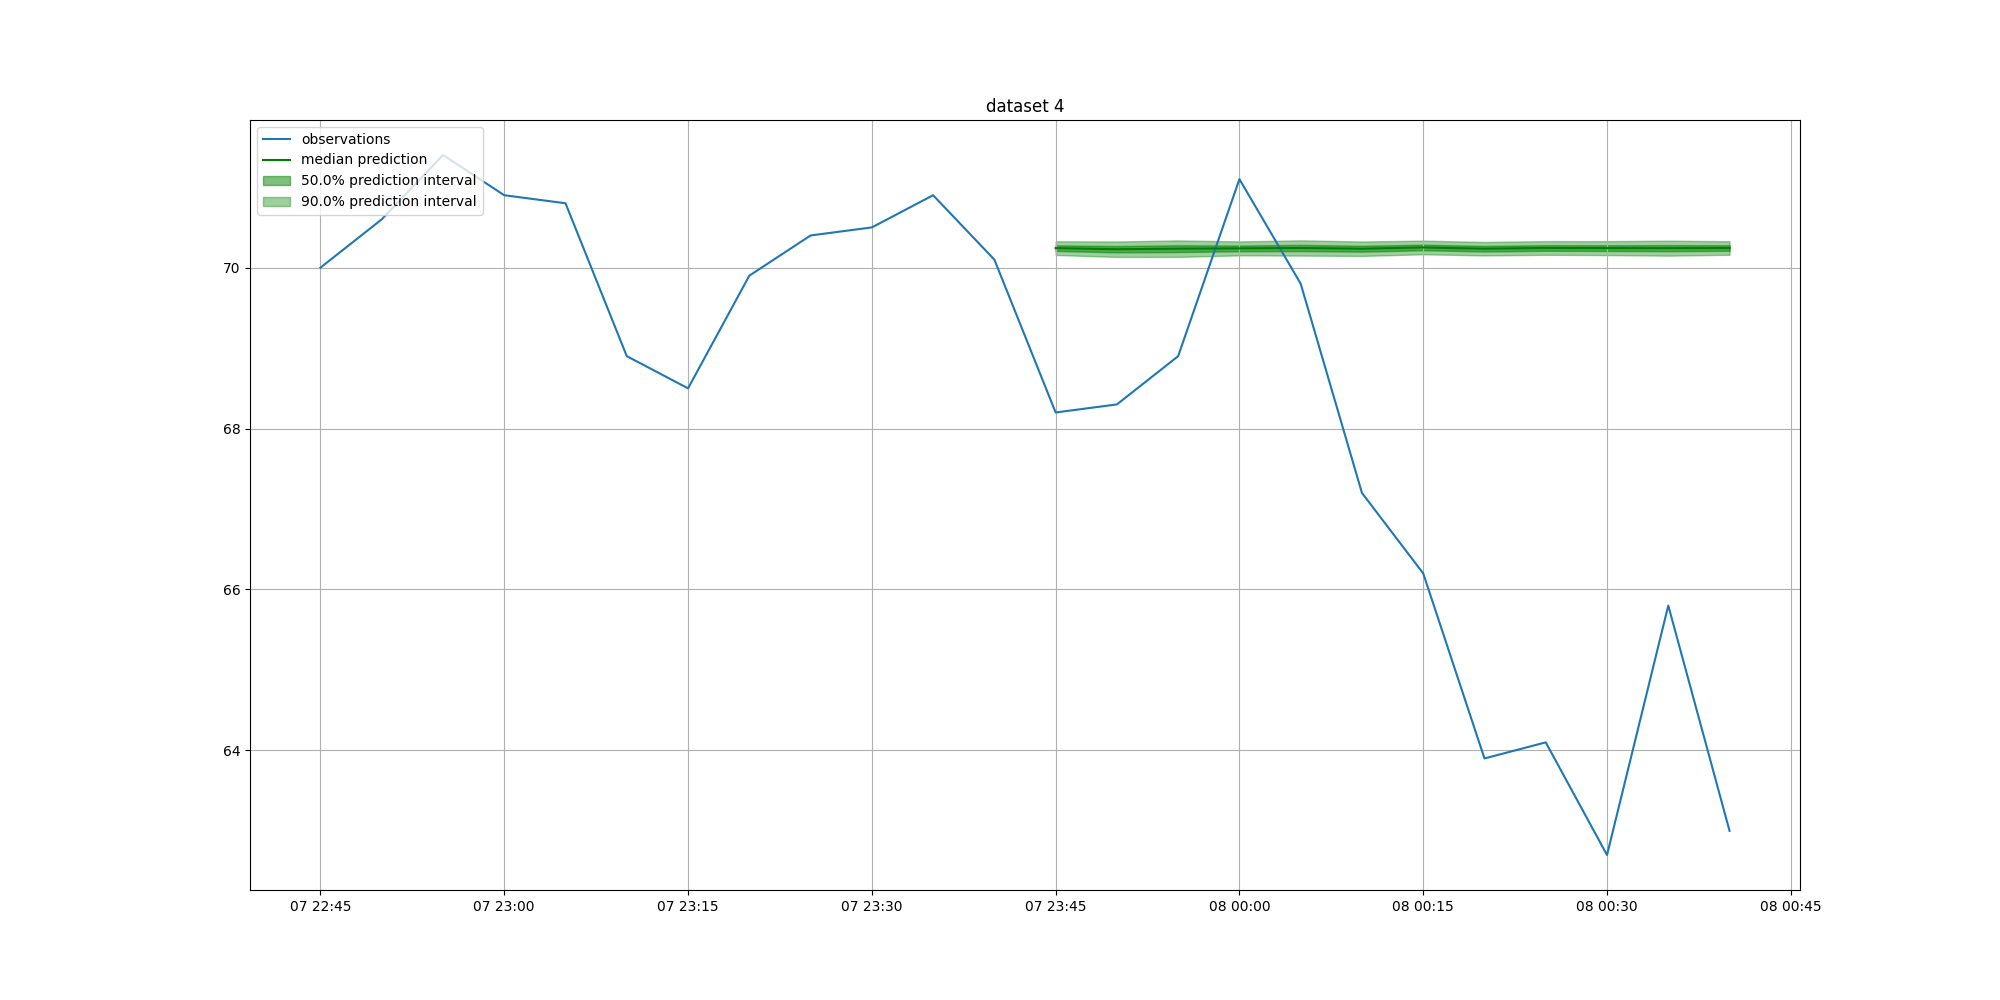 dataset 4
observations
median prediction
50.0% prediction interval
90.0% prediction interval
70
68
66
64
07 22:45 07 23:00 07 23:15 07 23:30 07 23:45 08 00:00 08 00:15 08 00:30 08 00:45